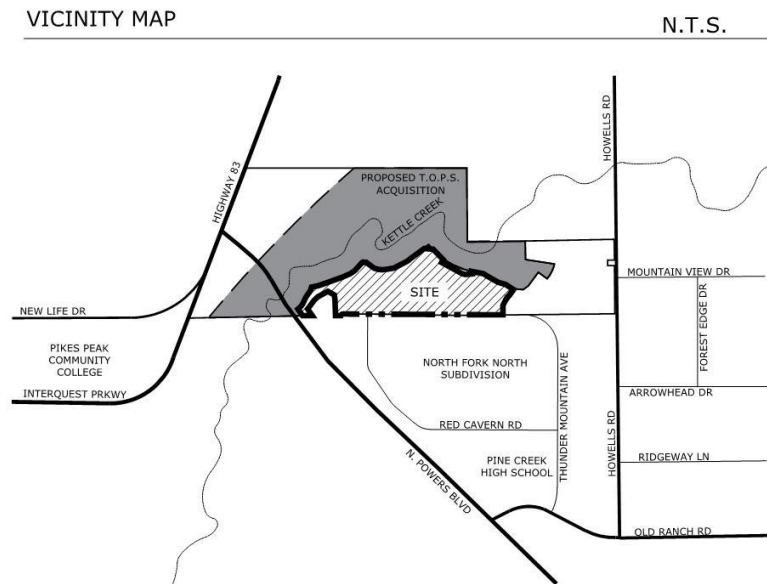 VICINITY MAP
N.T.S.
HOWELLS RD
HIGHWAY 83
PROPOSED T.O.P.S.
ACQUISITION
KETTLE CREEK
SITE
MOUNTAIN VIEW DR
FOREST EDGE DR
NEW LIFE DR
PIKES PEAK
COMMUNITY
COLLEGE
INTERQUEST PRKWY
NORTH FORK NORTH
SUBDIVISION
THUNDER MOUNTAIN AVE
ARROWHEAD DR
RED CAVERN RD
HOWELLS RD
N. POWERS BLVD
PINE CREEK
HIGH SCHOOL
RIDGEWAY LN
OLD RANCH RD